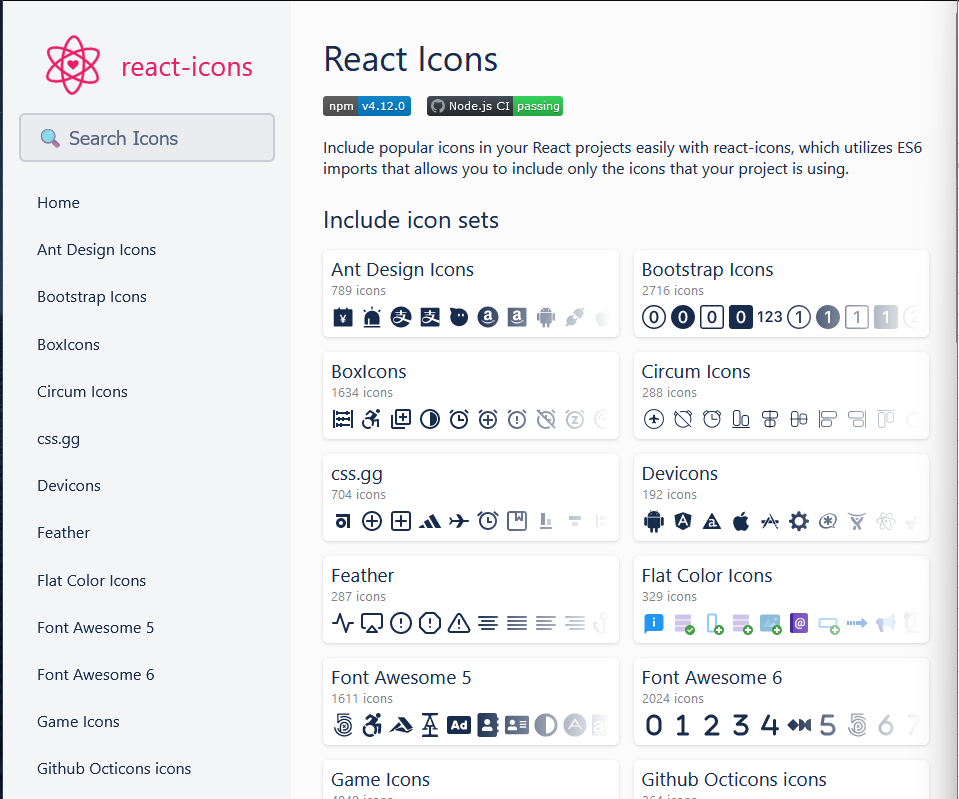 react-icons
Search Icons
Home
Ant Design Icons
Bootstrap Icons
BoxIcons
Circum Icons
css.gg
Devicons
Feather
Flat Color Icons
Font Awesome 5
Font Awesome 6
Game Icons
Github Octicons icons
React Icons
npm v4.12.0 Node.js CI passing
Include popular icons in your React projects easily with react-icons, which utilizes ES6
imports that allows you to include only the icons that your project is using.
Include icon sets
Ant Design Icons
789 icons
Bootstrap Icons
2716 icons
0 0 0 0 123 1 1 1 1
BoxIcons
1634 icons
Circum Icons
288 icons
css.gg
704 icons
Devicons
192 icons
Feather
287 icons
Flat Color Icons
329 icons
Font Awesome 5
1611 icons
Ad
Font Awesome 6
2024 icons
0 1 2 3 4 5 6 7
Game Icons
Github Octicons icons